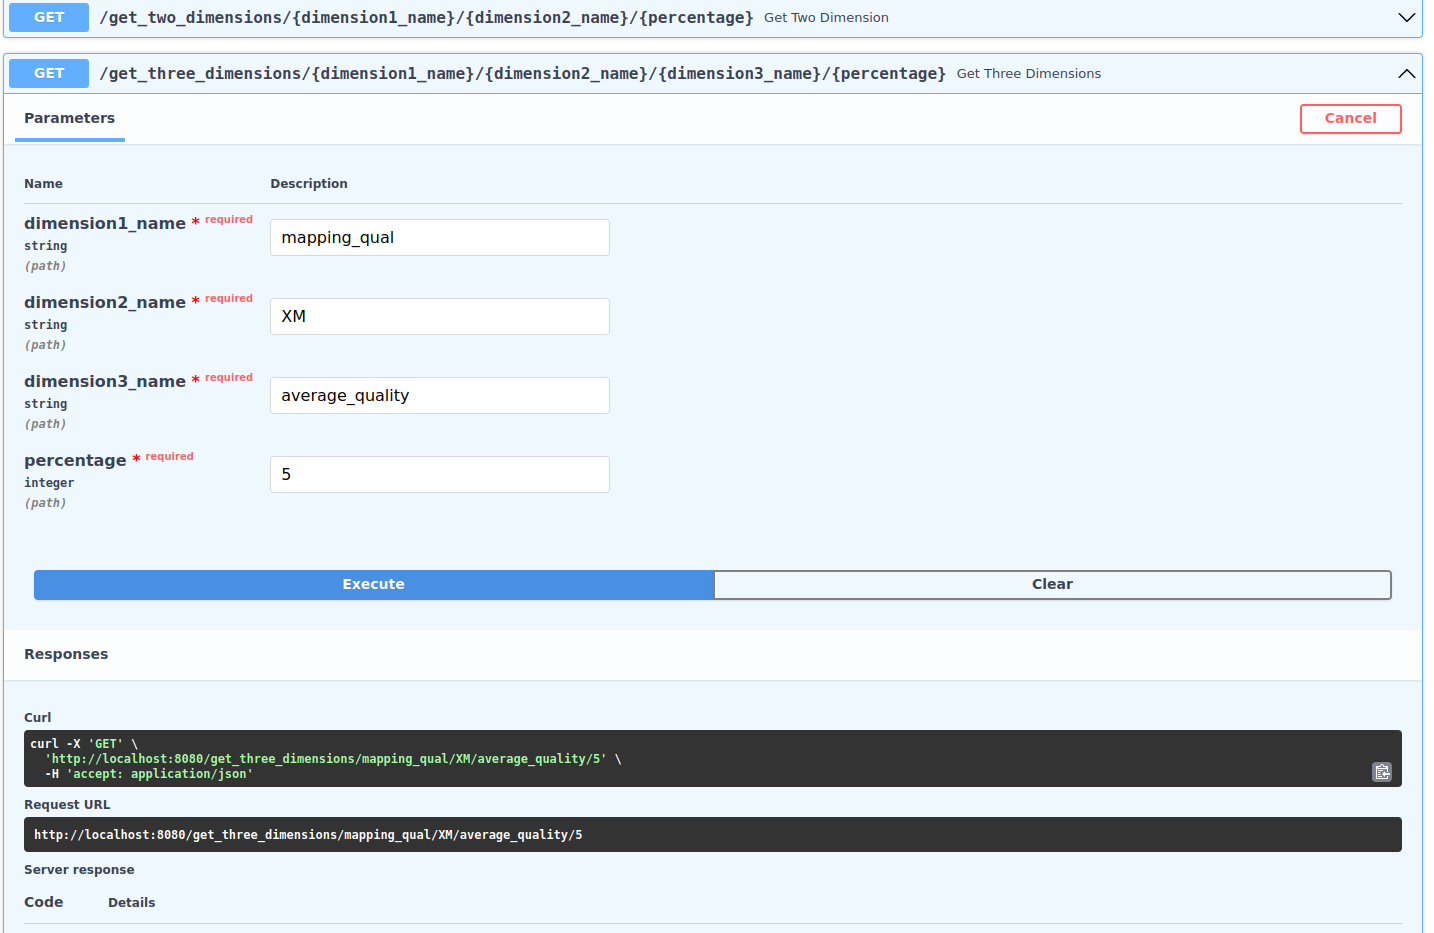 GET /get_two_dimensions/{dimension1_name}/{dimension2_name}/{percentage} Get Two Dimension
GET /get_three_dimensions/{dimension1_name}/{dimension2_name}/{dimension3_name}/{percentage} Get Three Dimensions
Parameters Cancel
Name Description
dimension1_name * required
string
(path)
mapping_qual
dimension2_name * required
string
(path)
XM
dimension3_name * required
string
(path)
average_quality
percentage * required
integer
(path)
5
Execute Clear
Responses
Curl
curl -X 'GET' \
'http://localhost:8080/get_three_dimensions/mapping_qual/XM/average_quality/5' \
-H 'accept: application/json'
Request URL
http://localhost:8080/get_three_dimensions/mapping_qual/XM/average_quality/5
Server response
Code Details